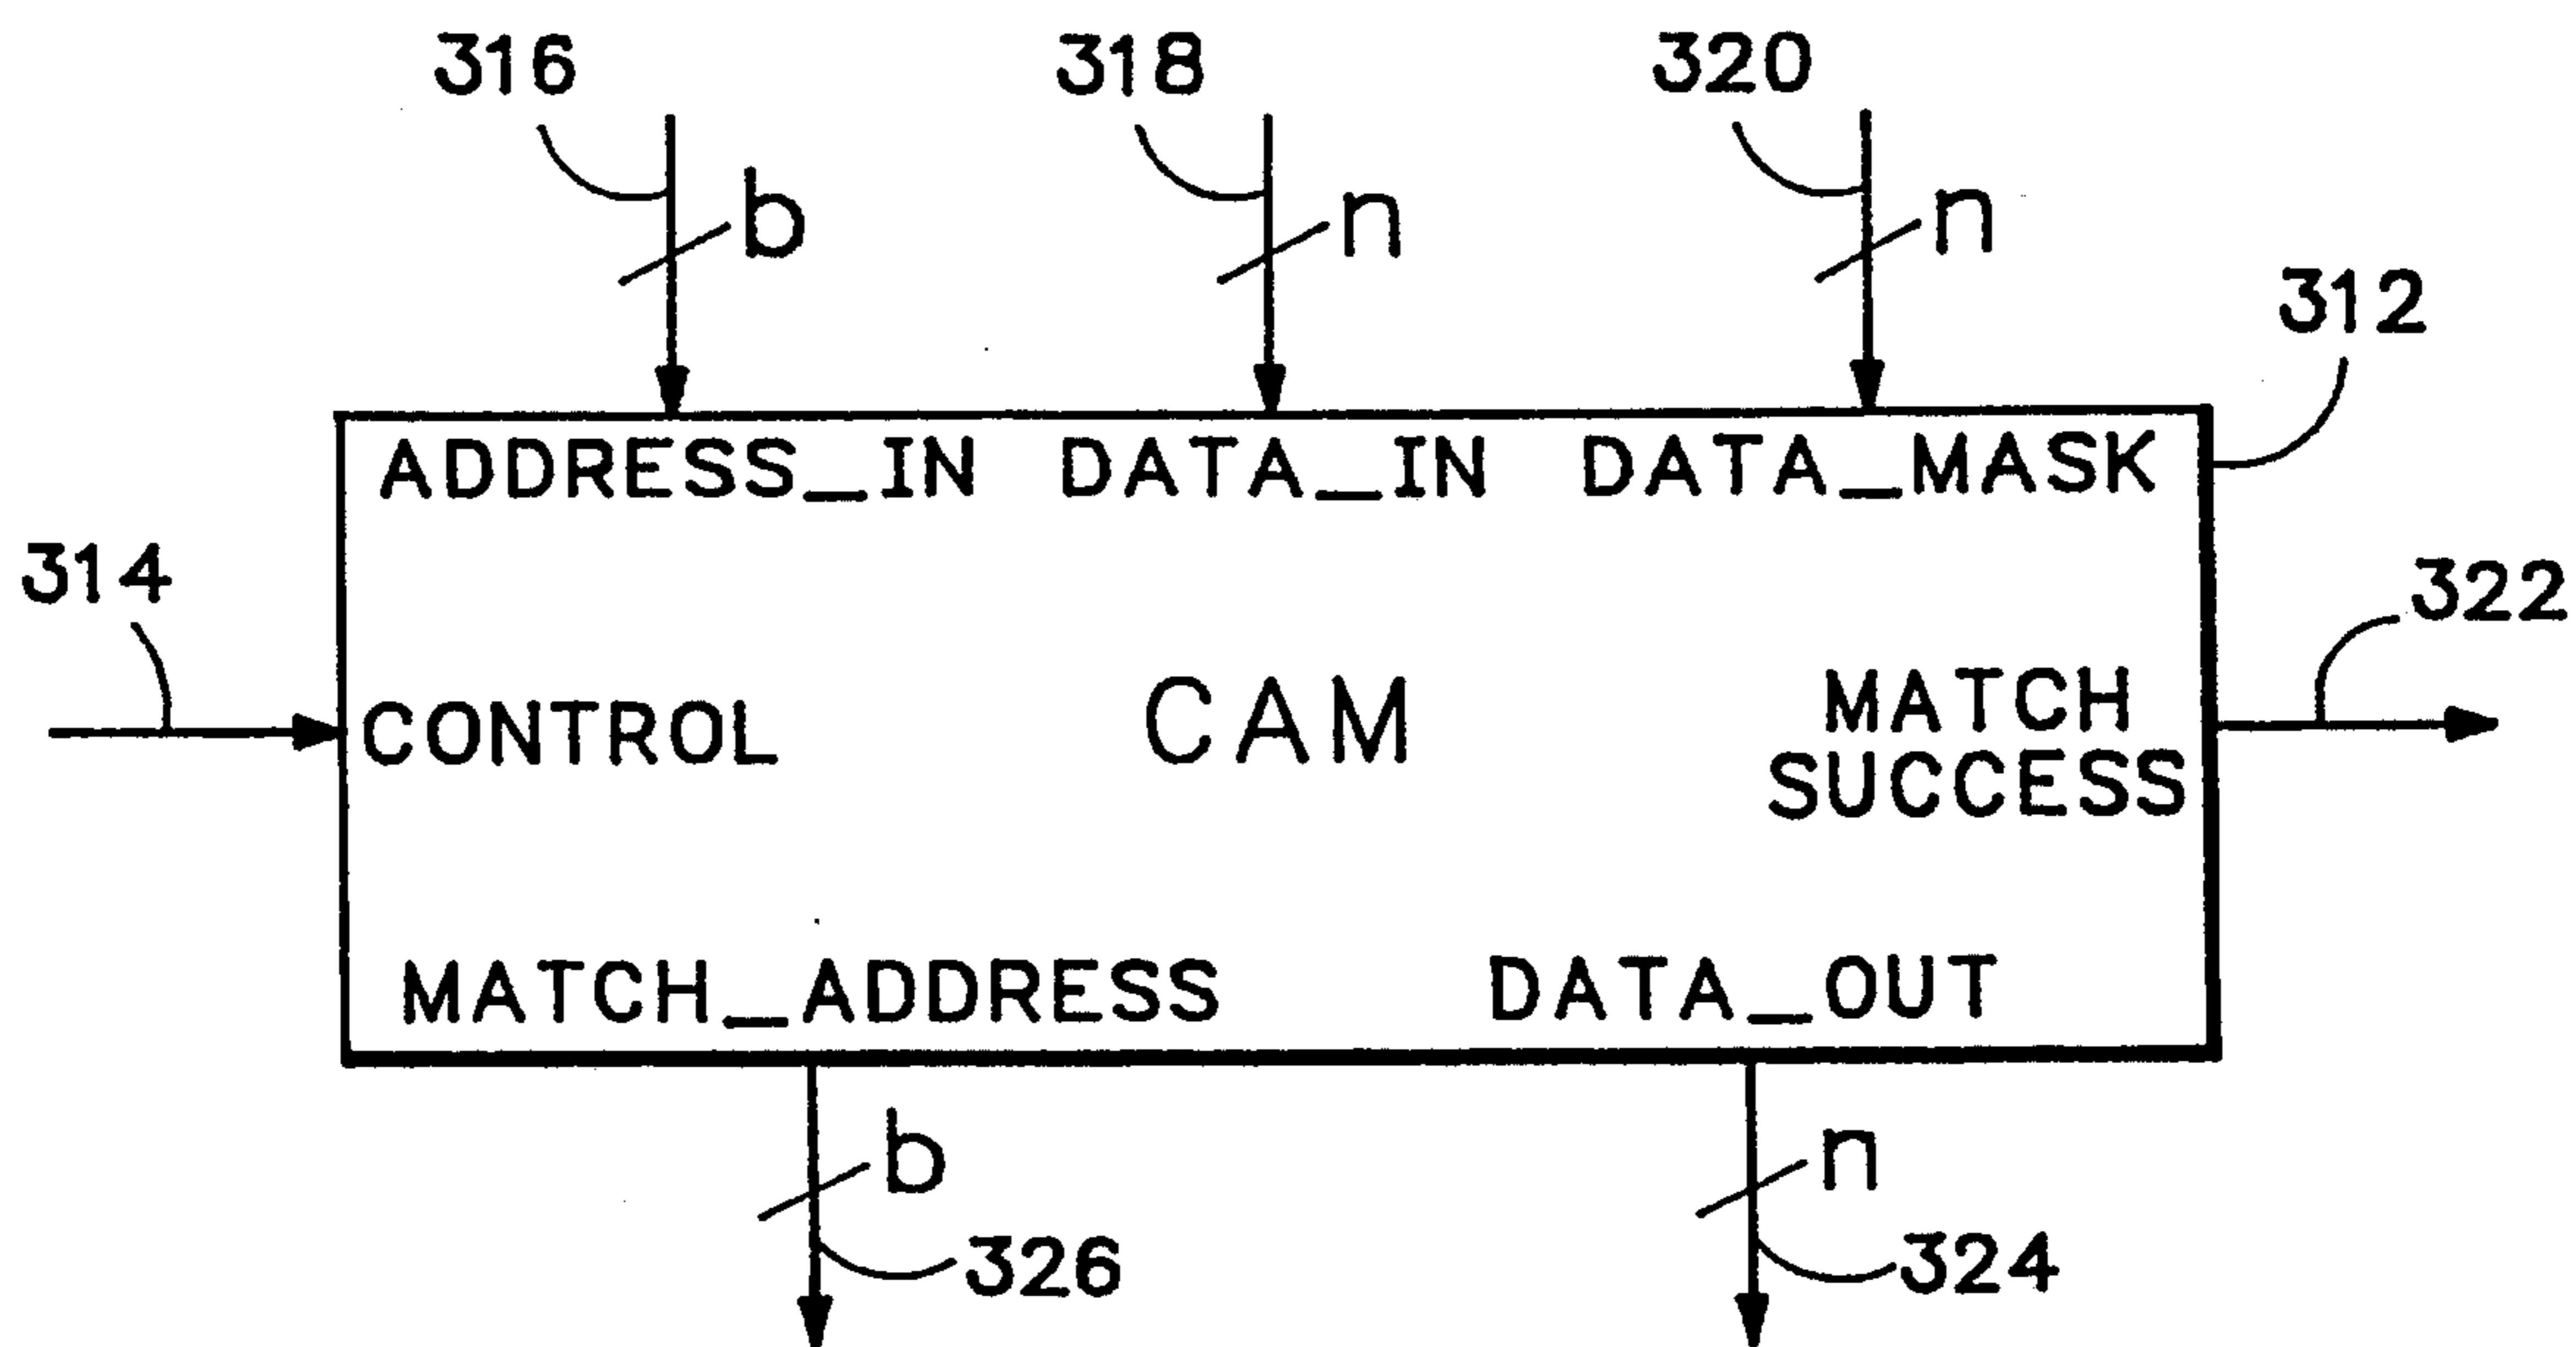 316 318 320
b n n
312
ADDRESS_IN DATA_IN DATA_MASK
314
322
CONTROL CAM MATCH
SUCCESS
MATCH_ADDRESS DATA_OUT
b n
326 324